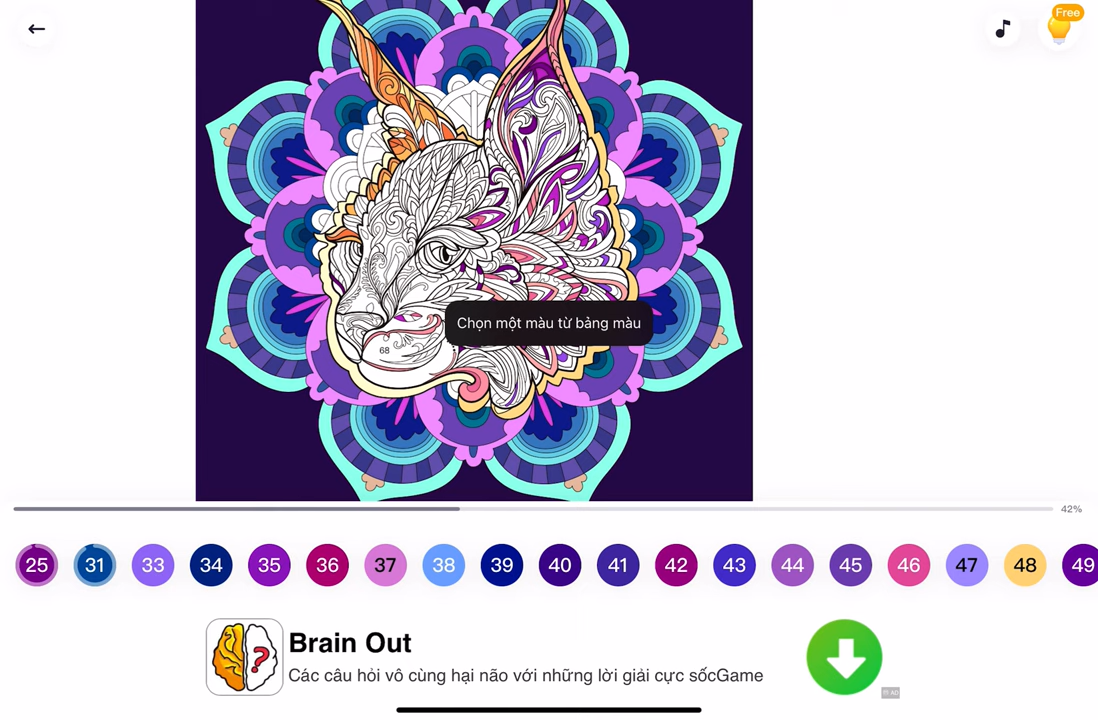 Free
Chọn một màu từ bảng màu
68
42%
25 31 33 34 35 36 37 38 39 40 41 42 43 44 45 46 47 48 49
Brain Out
Các câu hỏi vô cùng hại não với những lời giải cực sốcGame
AD